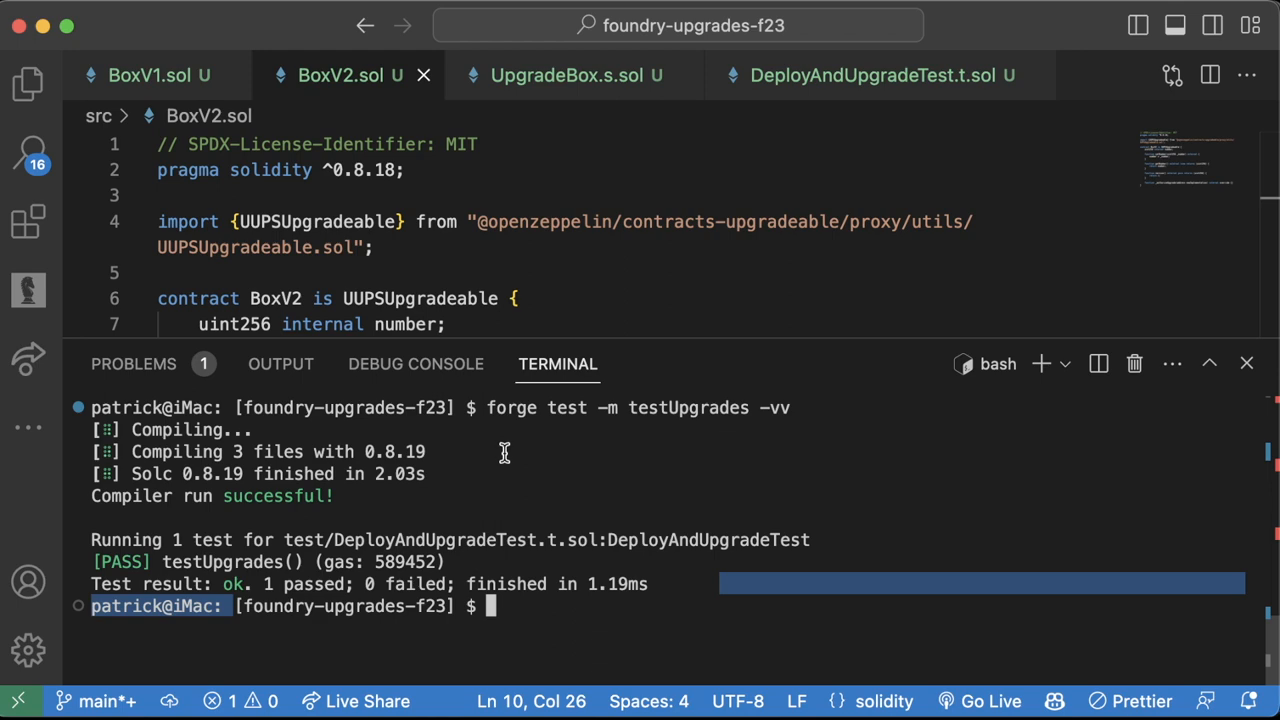 foundry-upgrades-f23
BoxV1.sol U
BoxV2.sol U
UpgradeBox.s.sol U
DeployAndUpgradeTest.t.sol U
src > BoxV2.sol
1 // SPDX-License-Identifier: MIT
2 pragma solidity ^0.8.18;
3
4 import {UUPSUpgradeable} from "@openzeppelin/contracts-upgradeable/proxy/utils/
UUPSUpgradeable.sol";
5
6 contract BoxV2 is UUPSUpgradeable {
7 uint256 internal number;
16
PROBLEMS 1 OUTPUT DEBUG CONSOLE TERMINAL bash
patrick@iMac: [foundry-upgrades-f23] $ forge test -m testUpgrades -vv
[⠿] Compiling...
[⠿] Compiling 3 files with 0.8.19
[⠿] Solc 0.8.19 finished in 2.03s
Compiler run successful!
Running 1 test for test/DeployAndUpgradeTest.t.sol:DeployAndUpgradeTest
[PASS] testUpgrades() (gas: 589452)
Test result: ok. 1 passed; 0 failed; finished in 1.19ms
patrick@iMac: [foundry-upgrades-f23] $
main*+ 1 0 Live Share Ln 10, Col 26 Spaces: 4 UTF-8 LF {} solidity Go Live Prettier